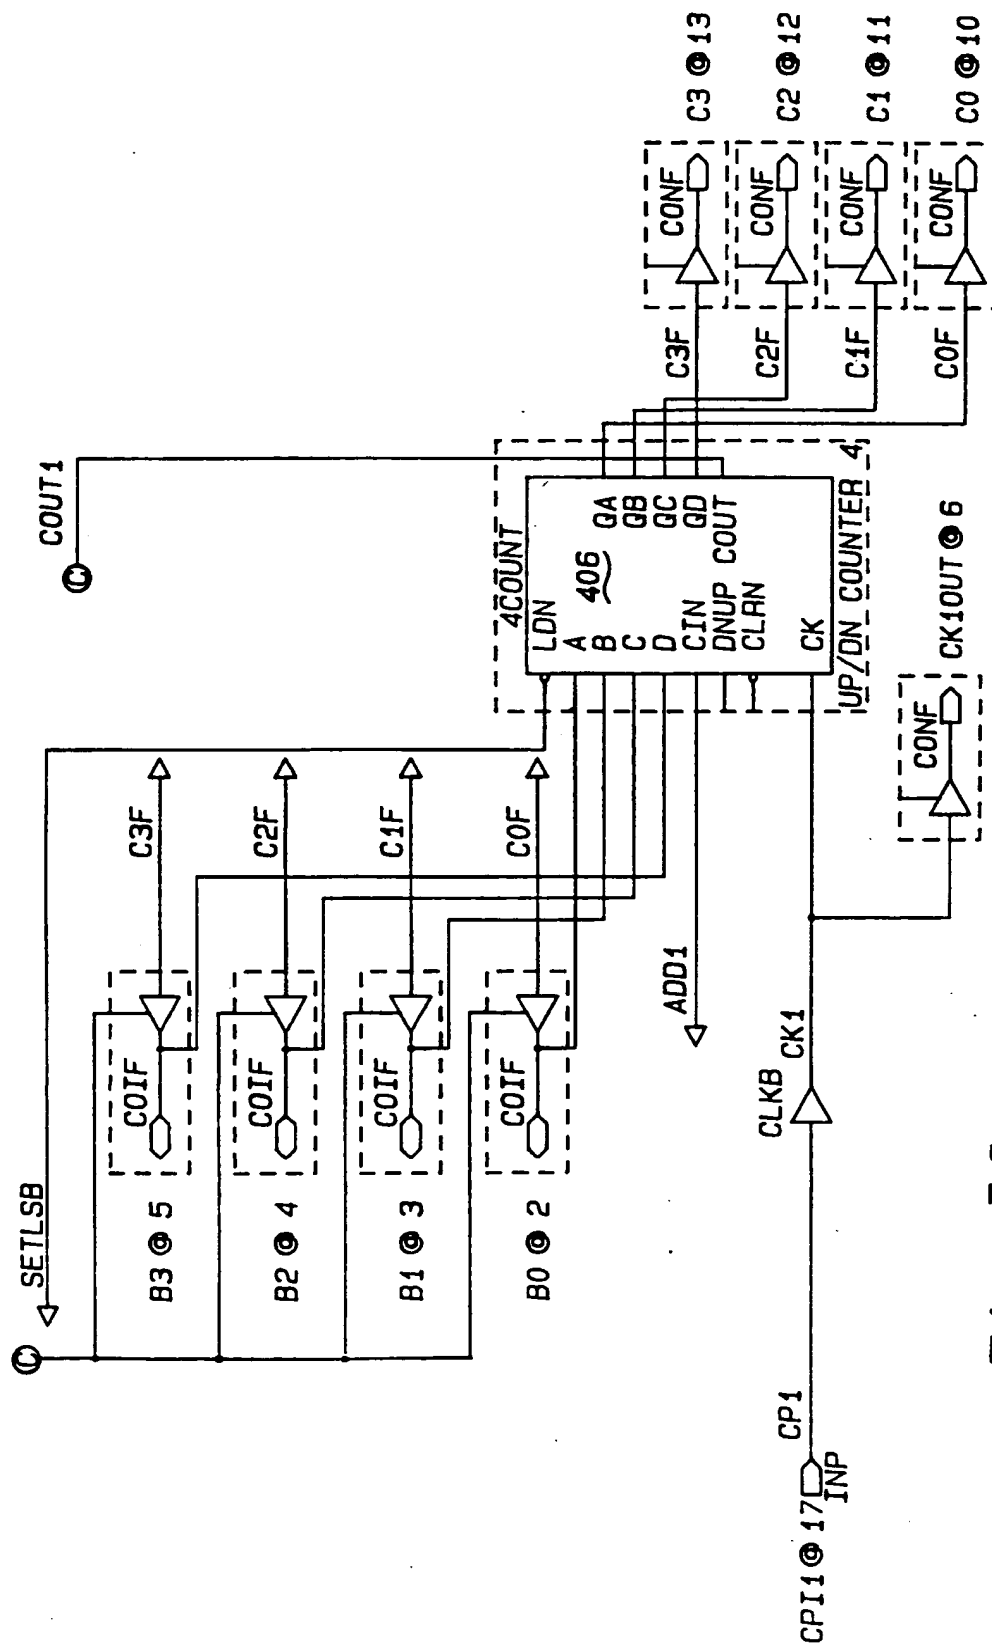 COUT1
SETLSB
C
C
B3 @ 5
COIF
C3F
B2 @ 4
COIF
C2F
B1 @ 3
COIF
C1F
B0 @ 2
COIF
C0F
ADD1
4COUNT
LDN
A
B
C
D
CIN
DNUP
CLRN
CK
406
QA
QB
QC
QD
COUT
UP/DN COUNTER 4
C3F
CONF
C3 @ 13
C2F
CONF
C2 @ 12
C1F
CONF
C1 @ 11
C0F
CONF
C0 @ 10
CPI1 @ 17
INP
CP1
CLKB
CK1
CONF
CK1OUT @ 6